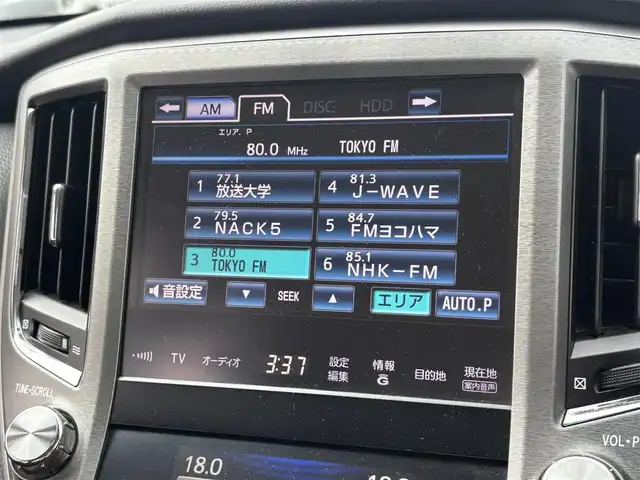 AM FM DISC HDD
エリア.P
80.0 MHz TOKYO FM
1 77.1 放送大学
4 81.3 J-WAVE
2 79.5 NACK5
5 84.7 FMヨコハマ
3 80.0 TOKYO FM
6 85.1 NHK-FM
音設定 SEEK エリア AUTO.P
TV オーディオ 3:37 設定編集 情報G 目的地 現在地
案内音声
TUNE•SCROLL
VOL•P
18.0
18.0